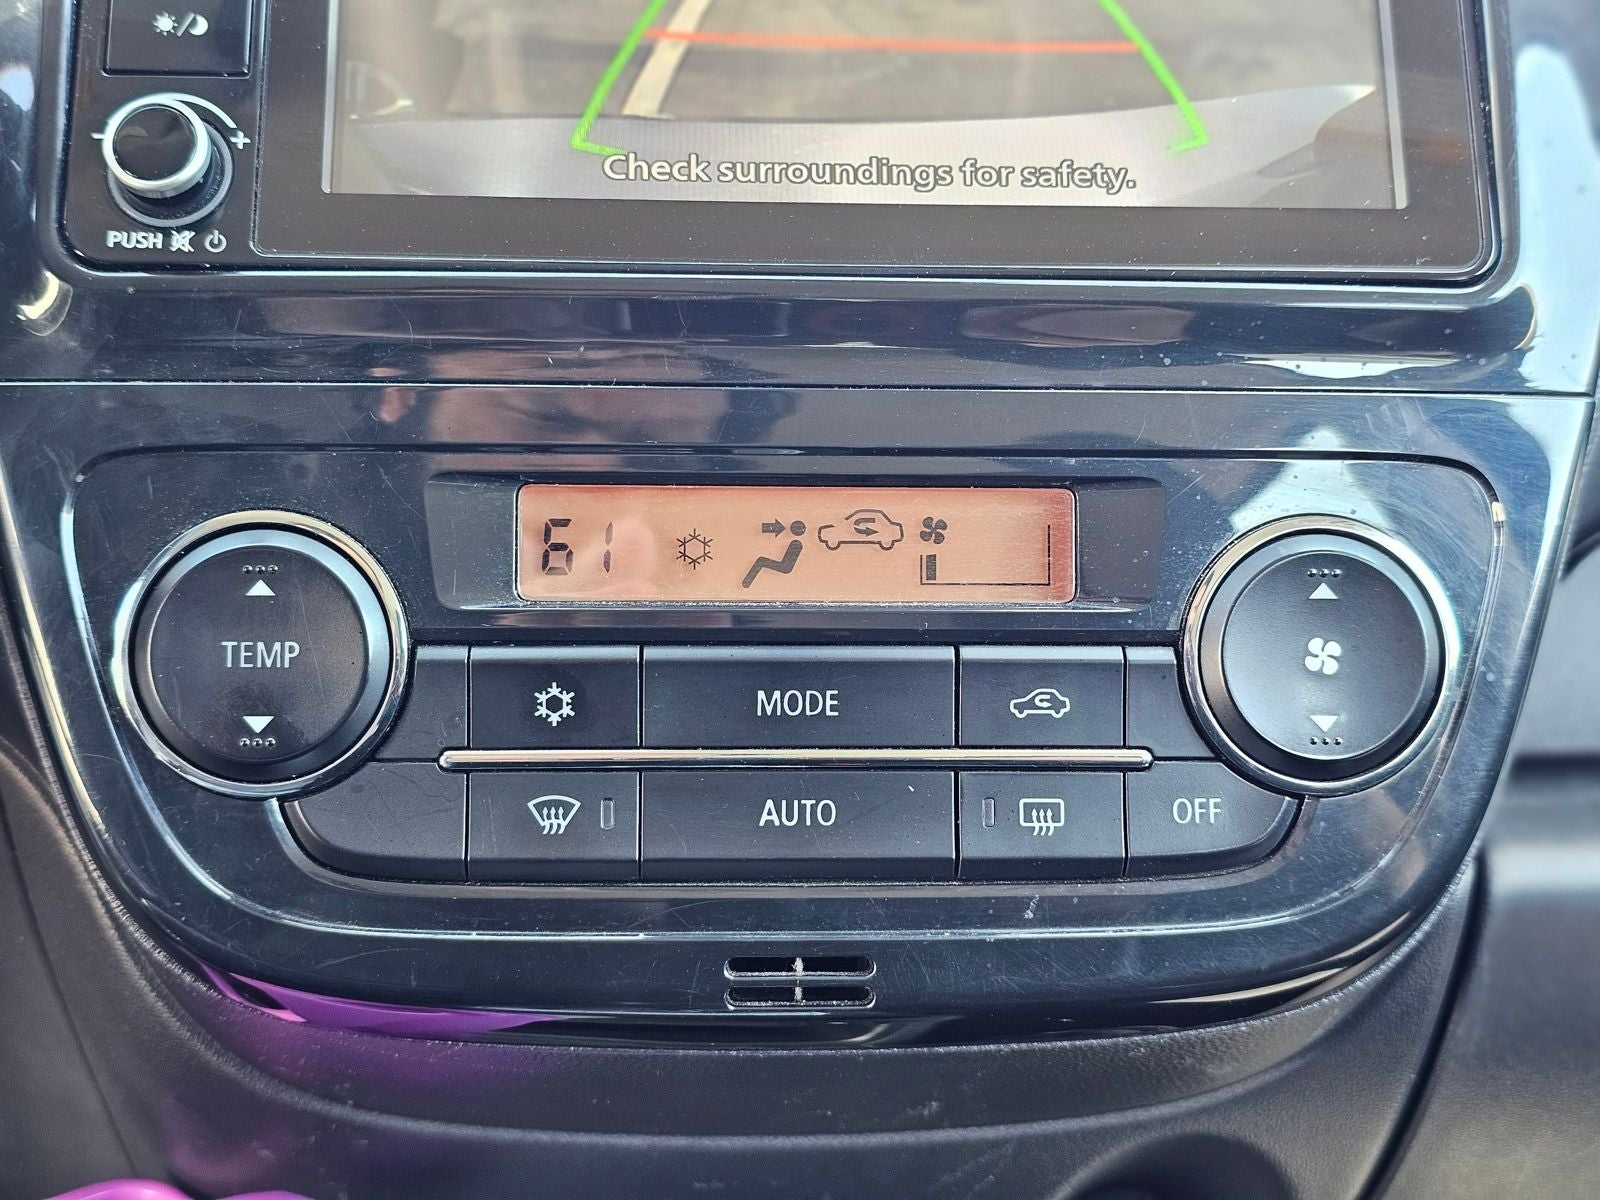 Check surroundings for safety.
- +
PUSH
61
TEMP
MODE
AUTO
OFF